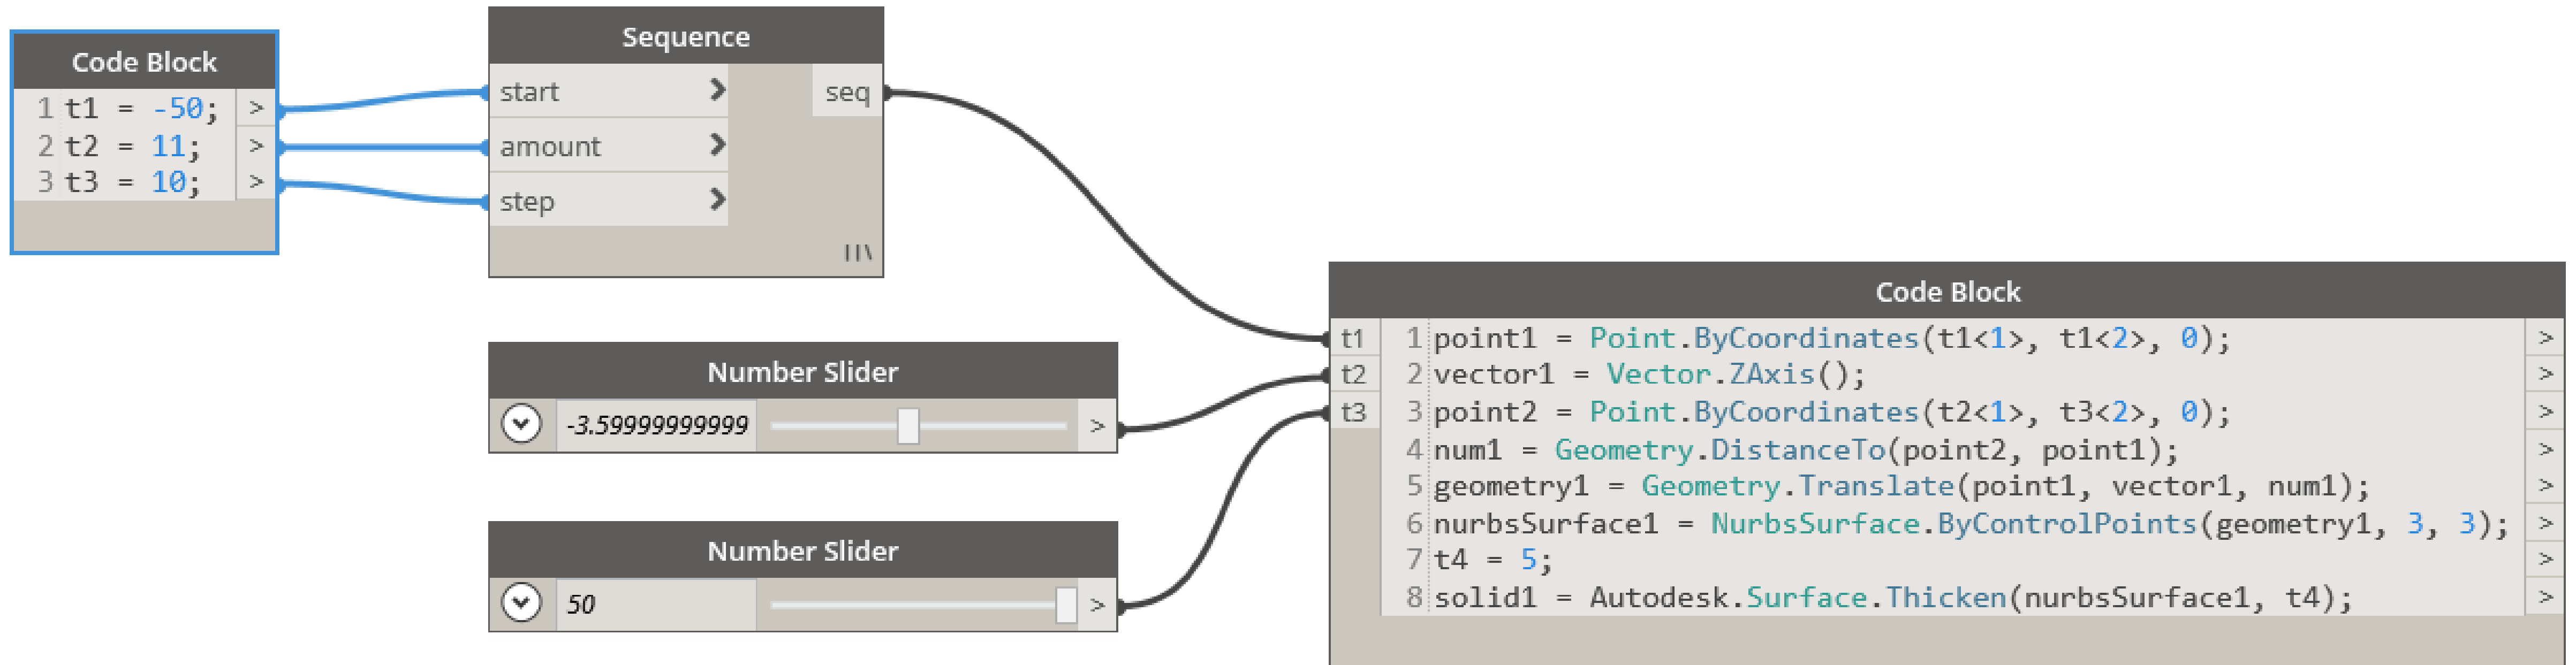 Code Block
1 t1 = -50; >
2 t2 = 11; >
3 t3 = 10; >
Sequence
start > seq
amount >
step >
Number Slider
-3.59999999999 >
Number Slider
50 >
Code Block
t1 1 point1 = Point.ByCoordinates(t1<1>, t1<2>, 0); >
t2 2 vector1 = Vector.ZAxis(); >
t3 3 point2 = Point.ByCoordinates(t2<1>, t3<2>, 0); >
4 num1 = Geometry.DistanceTo(point2, point1); >
5 geometry1 = Geometry.Translate(point1, vector1, num1); >
6 nurbsSurface1 = NurbsSurface.ByControlPoints(geometry1, 3, 3); >
7 t4 = 5; >
8 solid1 = Autodesk.Surface.Thicken(nurbsSurface1, t4); >